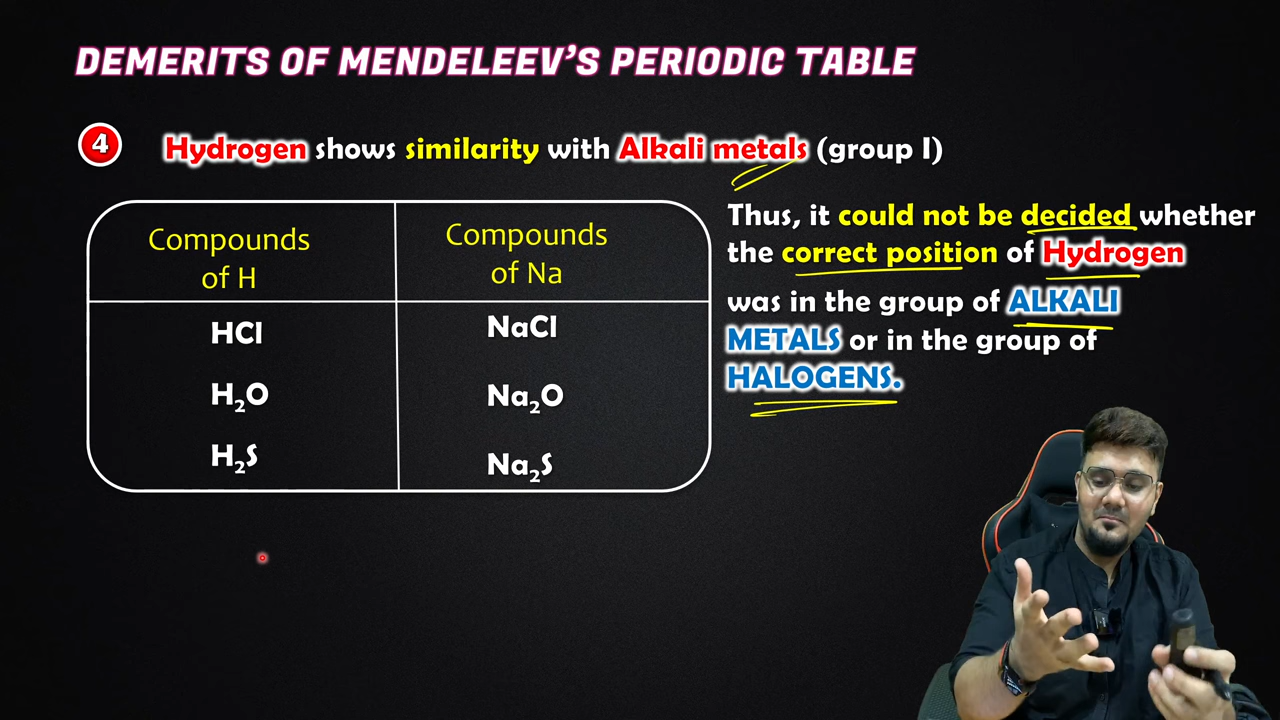 DEMERITS OF MENDELEEV'S PERIODIC TABLE
4 Hydrogen shows similarity with Alkali metals (group I)
Compounds of H
Compounds of Na
HCl NaCl
H₂O Na₂O
H₂S Na₂S
Thus, it could not be decided whether
the correct position of Hydrogen
was in the group of ALKALI
METALS or in the group of
HALOGENS.